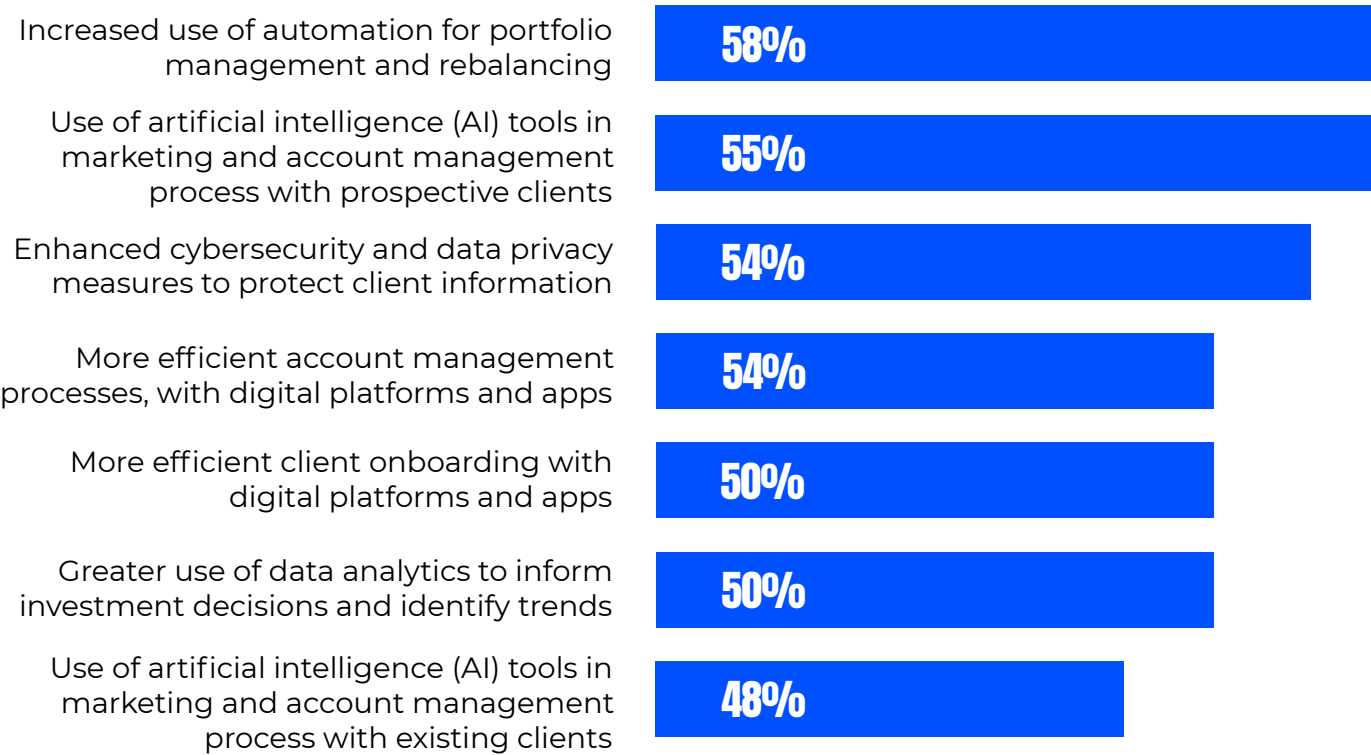 Increased use of automation for portfolio
management and rebalancing
58%
Use of artificial intelligence (AI) tools in
marketing and account management
process with prospective clients
55%
Enhanced cybersecurity and data privacy
measures to protect client information
54%
More efficient account management
processes, with digital platforms and apps
54%
More efficient client onboarding with
digital platforms and apps
50%
Greater use of data analytics to inform
investment decisions and identify trends
50%
Use of artificial intelligence (AI) tools in
marketing and account management
process with existing clients
48%